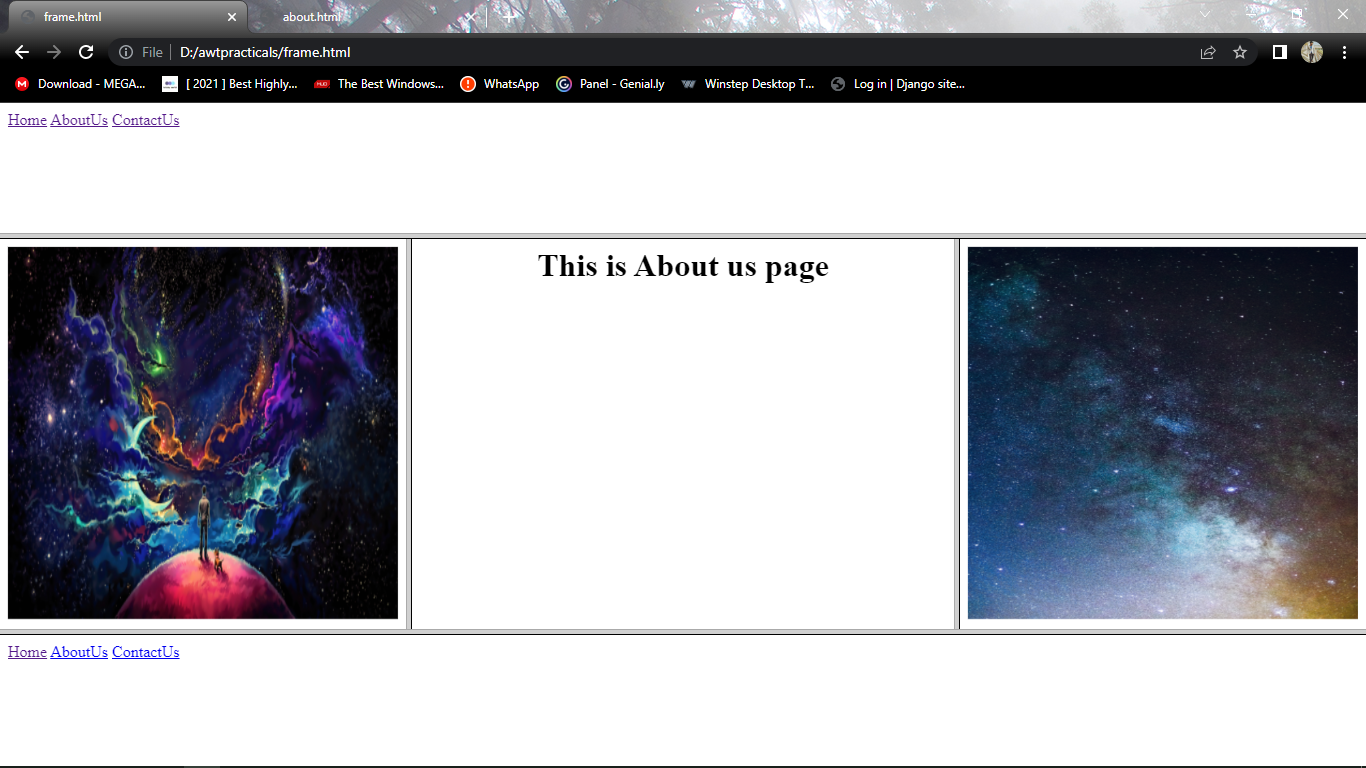 frame.html
about.html
File
D:/awtpracticals/frame.html
Download - MEGA...
[ 2021 ] Best Highly...
The Best Windows...
WhatsApp
Panel - Genial.ly
Winstep Desktop T...
Log in | Django site...
Home AboutUs ContactUs
This is About us page
Home AboutUs ContactUs